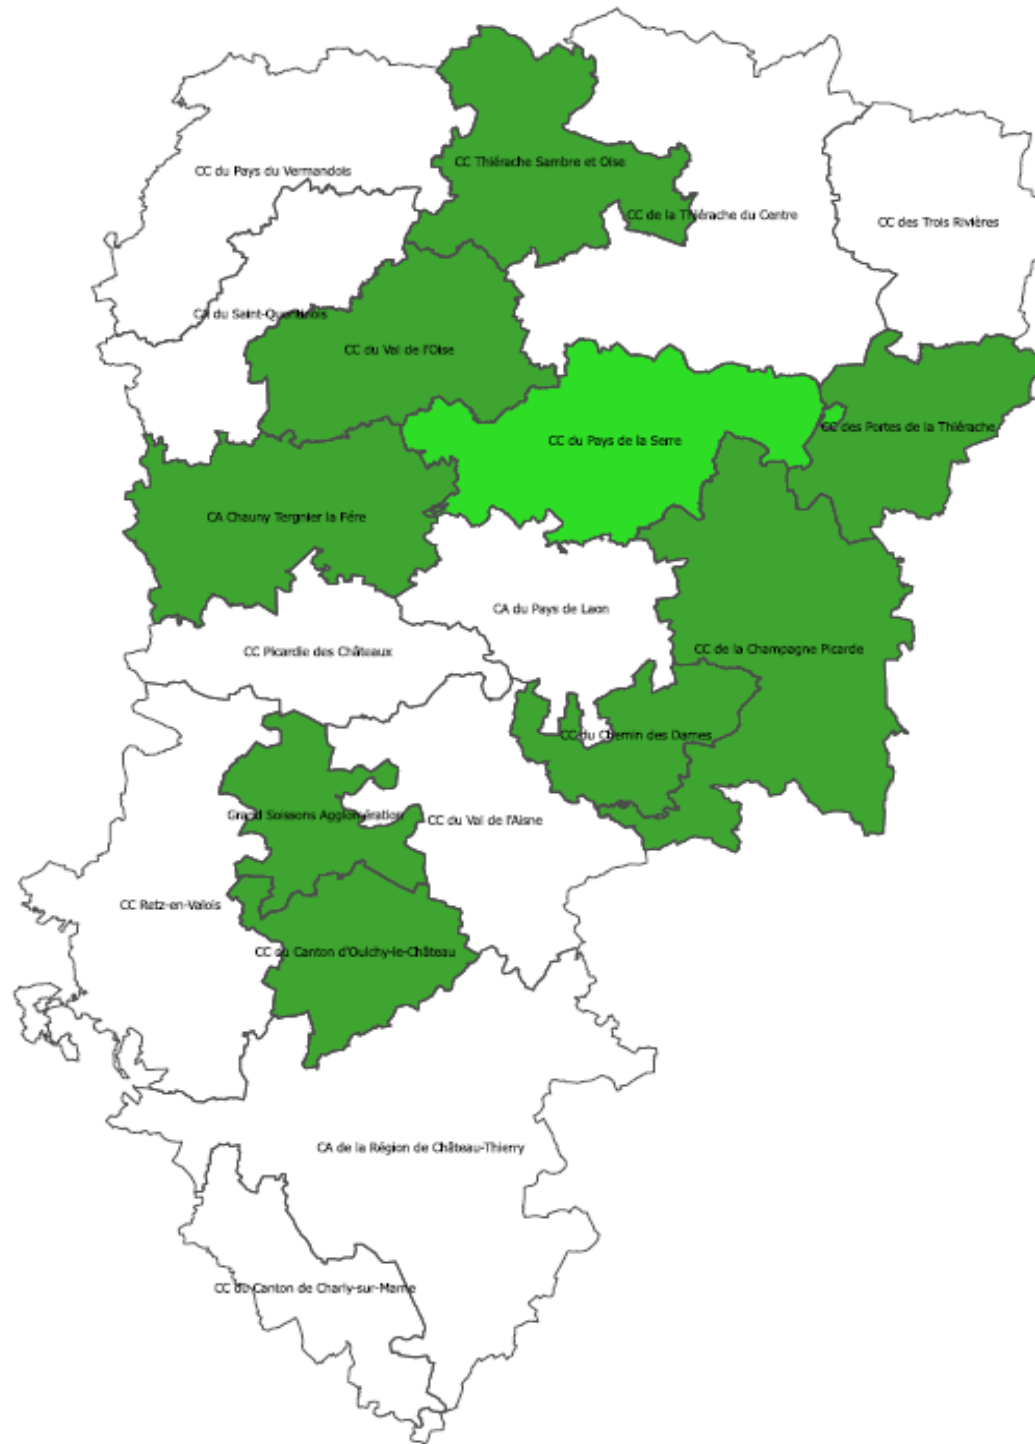 CC Thiérache Sambre et Oise
CC du Pays du Vermandois
CC de la Thiérache du Centre
CC des Trois Rivières
CA du Saint-Quentinois
CC du Val de l'Oise
CC des Portes de la Thiérache
CC du Pays de la Serre
CA Chauny Tergnier la Fére
CA du Pays de Laon
CC Picardie des Châteaux
CC de la Champagne Picarde
CC du Chemin des Dames
Grand Soissons Agglomération
CC du Val de l'Aisne
CC Retz-en-Valois
CC du Canton d'Oulchy-le-Château
CA de la Région de Château-Thierry
CC du Canton de Charly-sur-Marne